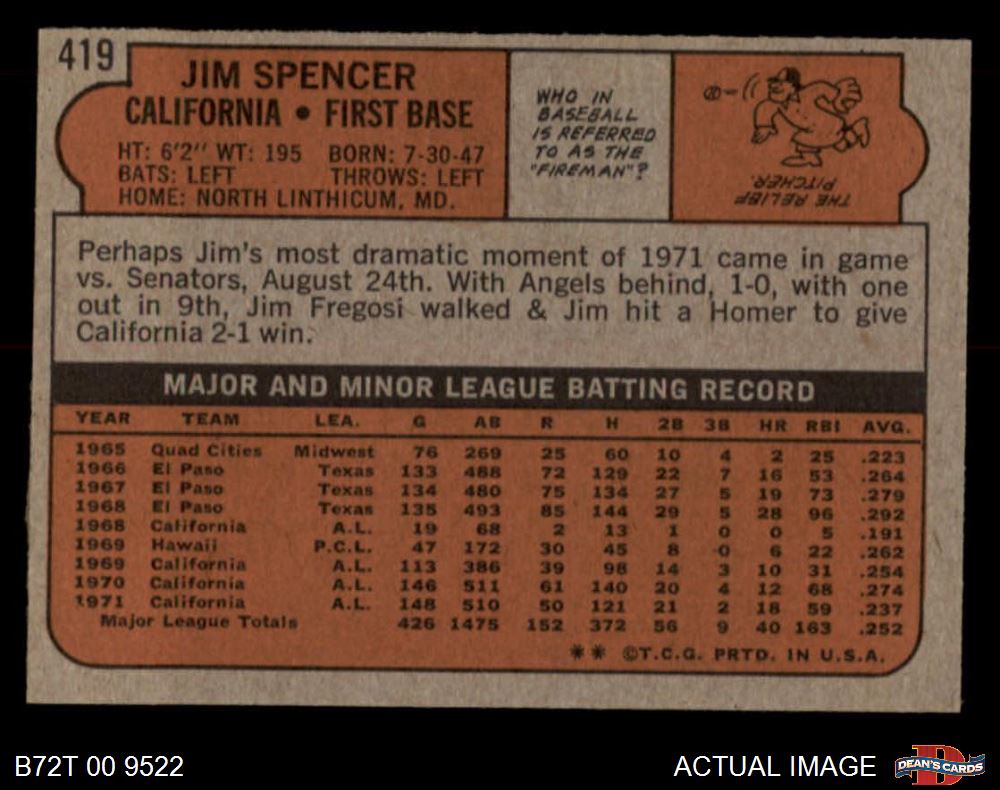 419
JIM SPENCER
CALIFORNIA • FIRST BASE
HT: 6'2" WT: 195 BORN: 7-30-47
BATS: LEFT THROWS: LEFT
HOME: NORTH LINTHICUM, MD.
WHO IN
BASEBALL
IS REFERRED
TO AS THE
"FIREMAN"?
THE RELIEF
PITCHER.
Perhaps Jim's most dramatic moment of 1971 came in game
vs. Senators, August 24th. With Angels behind, 1-0, with one
out in 9th, Jim Fregosi walked & Jim hit a Homer to give
California 2-1 win.
MAJOR AND MINOR LEAGUE BATTING RECORD
YEAR TEAM LEA. G AB R H 2B 3B HR RBI AVG.
1965 Quad Cities Midwest 76 269 25 60 10 4 2 25 .223
1966 El Paso Texas 133 488 72 129 22 7 16 53 .264
1967 El Paso Texas 134 480 75 134 27 5 19 73 .279
1968 El Paso Texas 135 493 85 144 29 5 28 96 .292
1968 California A.L. 19 68 2 13 1 0 0 5 .191
1969 Hawaii P.C.L. 47 172 30 45 8 0 6 22 .262
1969 California A.L. 113 386 39 98 14 3 10 31 .254
1970 California A.L. 146 511 61 140 20 4 12 68 .274
1971 California A.L. 148 510 50 121 21 2 18 59 .237
Major League Totals 426 1475 152 372 56 9 40 163 .252
** ©T.C.G. PRTD. IN U.S.A.
B72T 00 9522
ACTUAL IMAGE
D
DEAN'S CARDS